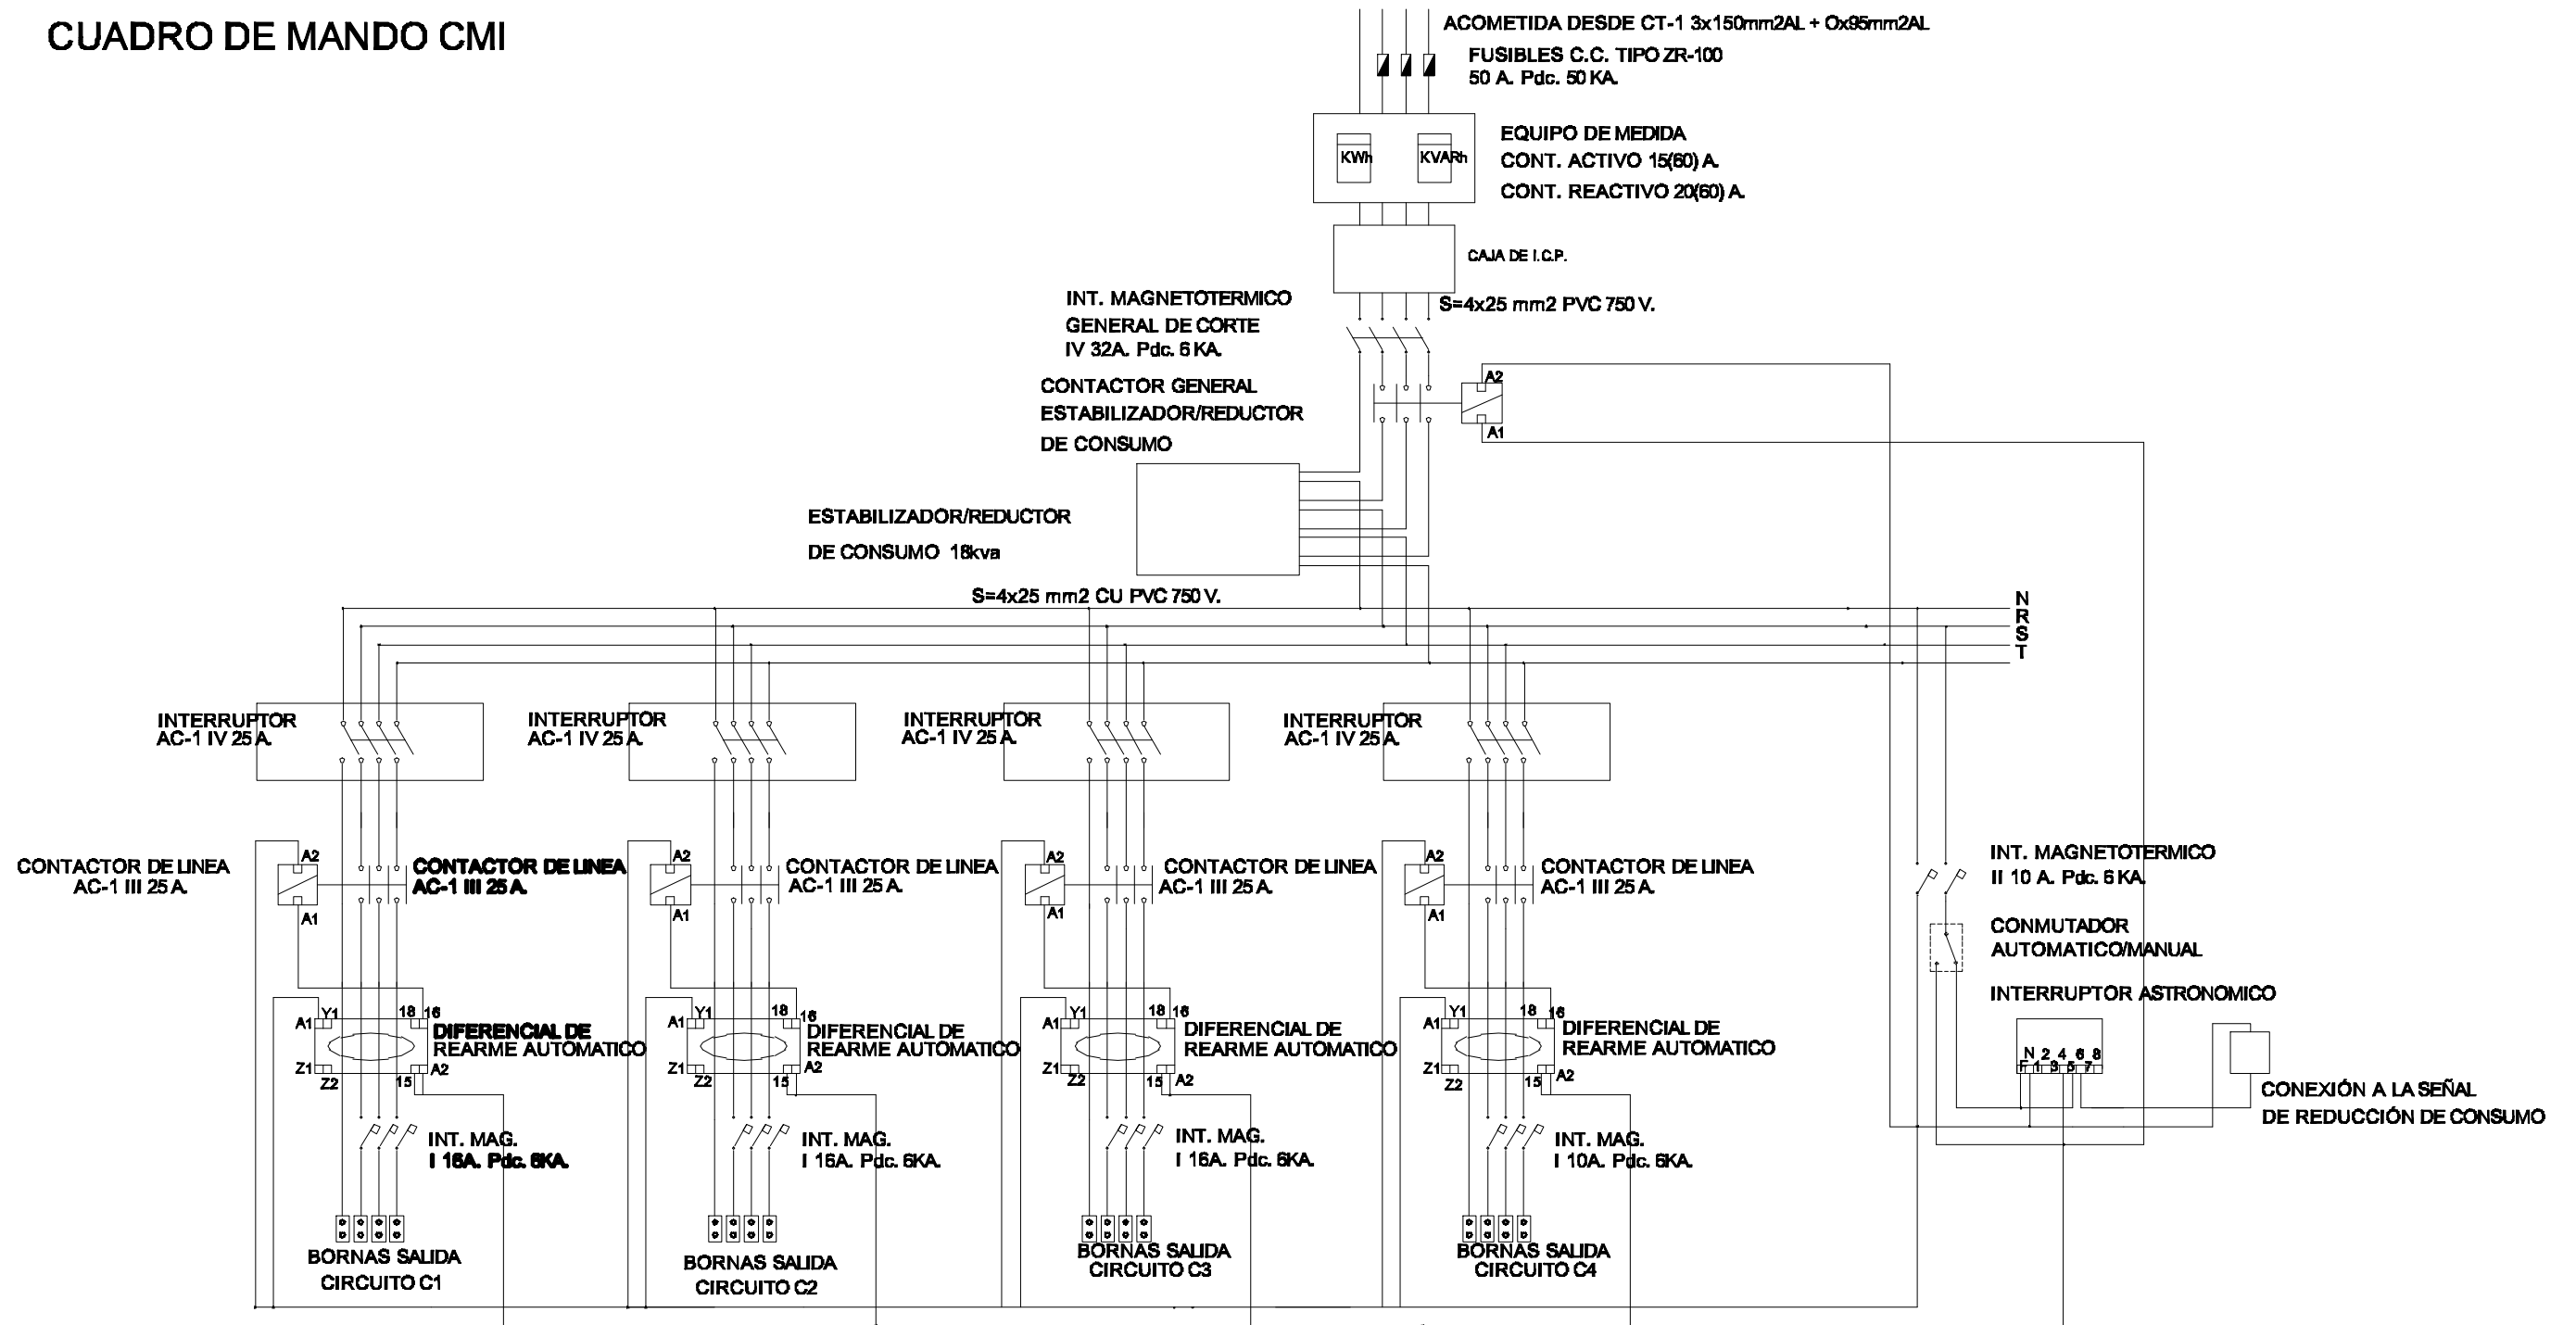 CUADRO DE MANDO CMI
ACOMETIDA DESDE CT-1 3x150mm2AL + Ox95mm2AL
FUSIBLES C.C. TIPO ZR-100
50 A. Pdc. 50 KA.
KWh
KVARh
EQUIPO DE MEDIDA
CONT. ACTIVO 15(60) A.
CONT. REACTIVO 20(60) A.
CAJA DE I.C.P.
S=4x25 mm2 PVC 750 V.
INT. MAGNETOTERMICO
GENERAL DE CORTE
IV 32A. Pdc. 6 KA.
CONTACTOR GENERAL
ESTABILIZADOR/REDUCTOR
DE CONSUMO
A2
A1
ESTABILIZADOR/REDUCTOR
DE CONSUMO 18kva
S=4x25 mm2 CU PVC 750 V.
N
R
S
T
INTERRUPTOR
AC-1 IV 25 A.
INTERRUPTOR
AC-1 IV 25 A.
INTERRUPTOR
AC-1 IV 25 A.
INTERRUPTOR
AC-1 IV 25 A.
CONTACTOR DE LINEA
AC-1 III 25 A.
A2
A1
CONTACTOR DE LINEA
AC-1 III 25 A.
A2
A1
CONTACTOR DE LINEA
AC-1 III 25 A.
A2
A1
CONTACTOR DE LINEA
AC-1 III 25 A.
A2
A1
CONTACTOR DE LINEA
AC-1 III 25 A.
INT. MAGNETOTERMICO
II 10 A. Pdc. 6 KA.
CONMUTADOR
AUTOMATICO/MANUAL
INTERRUPTOR ASTRONOMICO
N 2 4 6 8
F 1 3 5 7
CONEXIÓN A LA SEÑAL
DE REDUCCIÓN DE CONSUMO
A1 Y1 18 16
Z1 Z2 15 A2
DIFERENCIAL DE
REARME AUTOMATICO
A1 Y1 18 16
Z1 Z2 15 A2
DIFERENCIAL DE
REARME AUTOMATICO
A1 Y1 18 16
Z1 Z2 15 A2
DIFERENCIAL DE
REARME AUTOMATICO
A1 Y1 18 16
Z1 Z2 15 A2
DIFERENCIAL DE
REARME AUTOMATICO
INT. MAG.
I 16A. Pdc. 6KA.
INT. MAG.
I 16A. Pdc. 6KA.
INT. MAG.
I 16A. Pdc. 6KA.
INT. MAG.
I 10A. Pdc. 6KA.
BORNAS SALIDA
CIRCUITO C1
BORNAS SALIDA
CIRCUITO C2
BORNAS SALIDA
CIRCUITO C3
BORNAS SALIDA
CIRCUITO C4